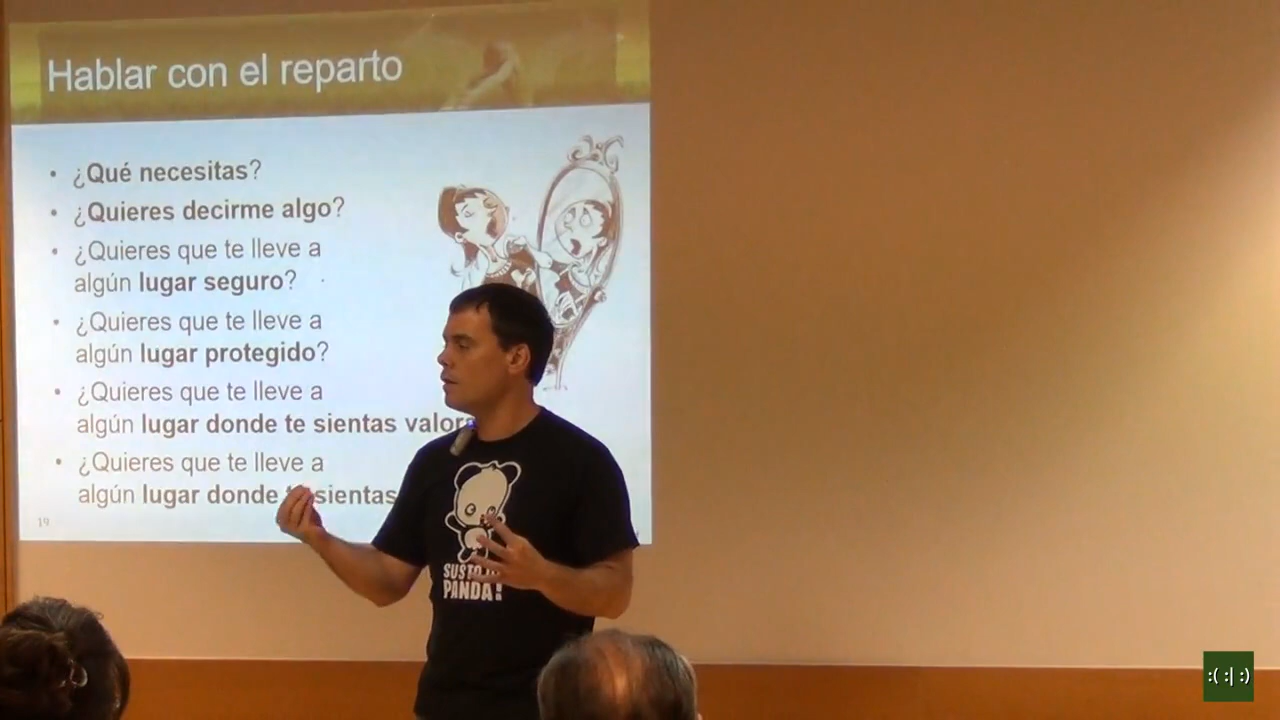 Hablar con el reparto
• ¿Qué necesitas?
• ¿Quieres decirme algo?
• ¿Quieres que te lleve a
algún lugar seguro?
• ¿Quieres que te lleve a
algún lugar protegido?
• ¿Quieres que te lleve a
algún lugar donde te sientas
• ¿Quieres que te lleve a
algún lugar donde sientas
19
PANDA!
:( :| :)